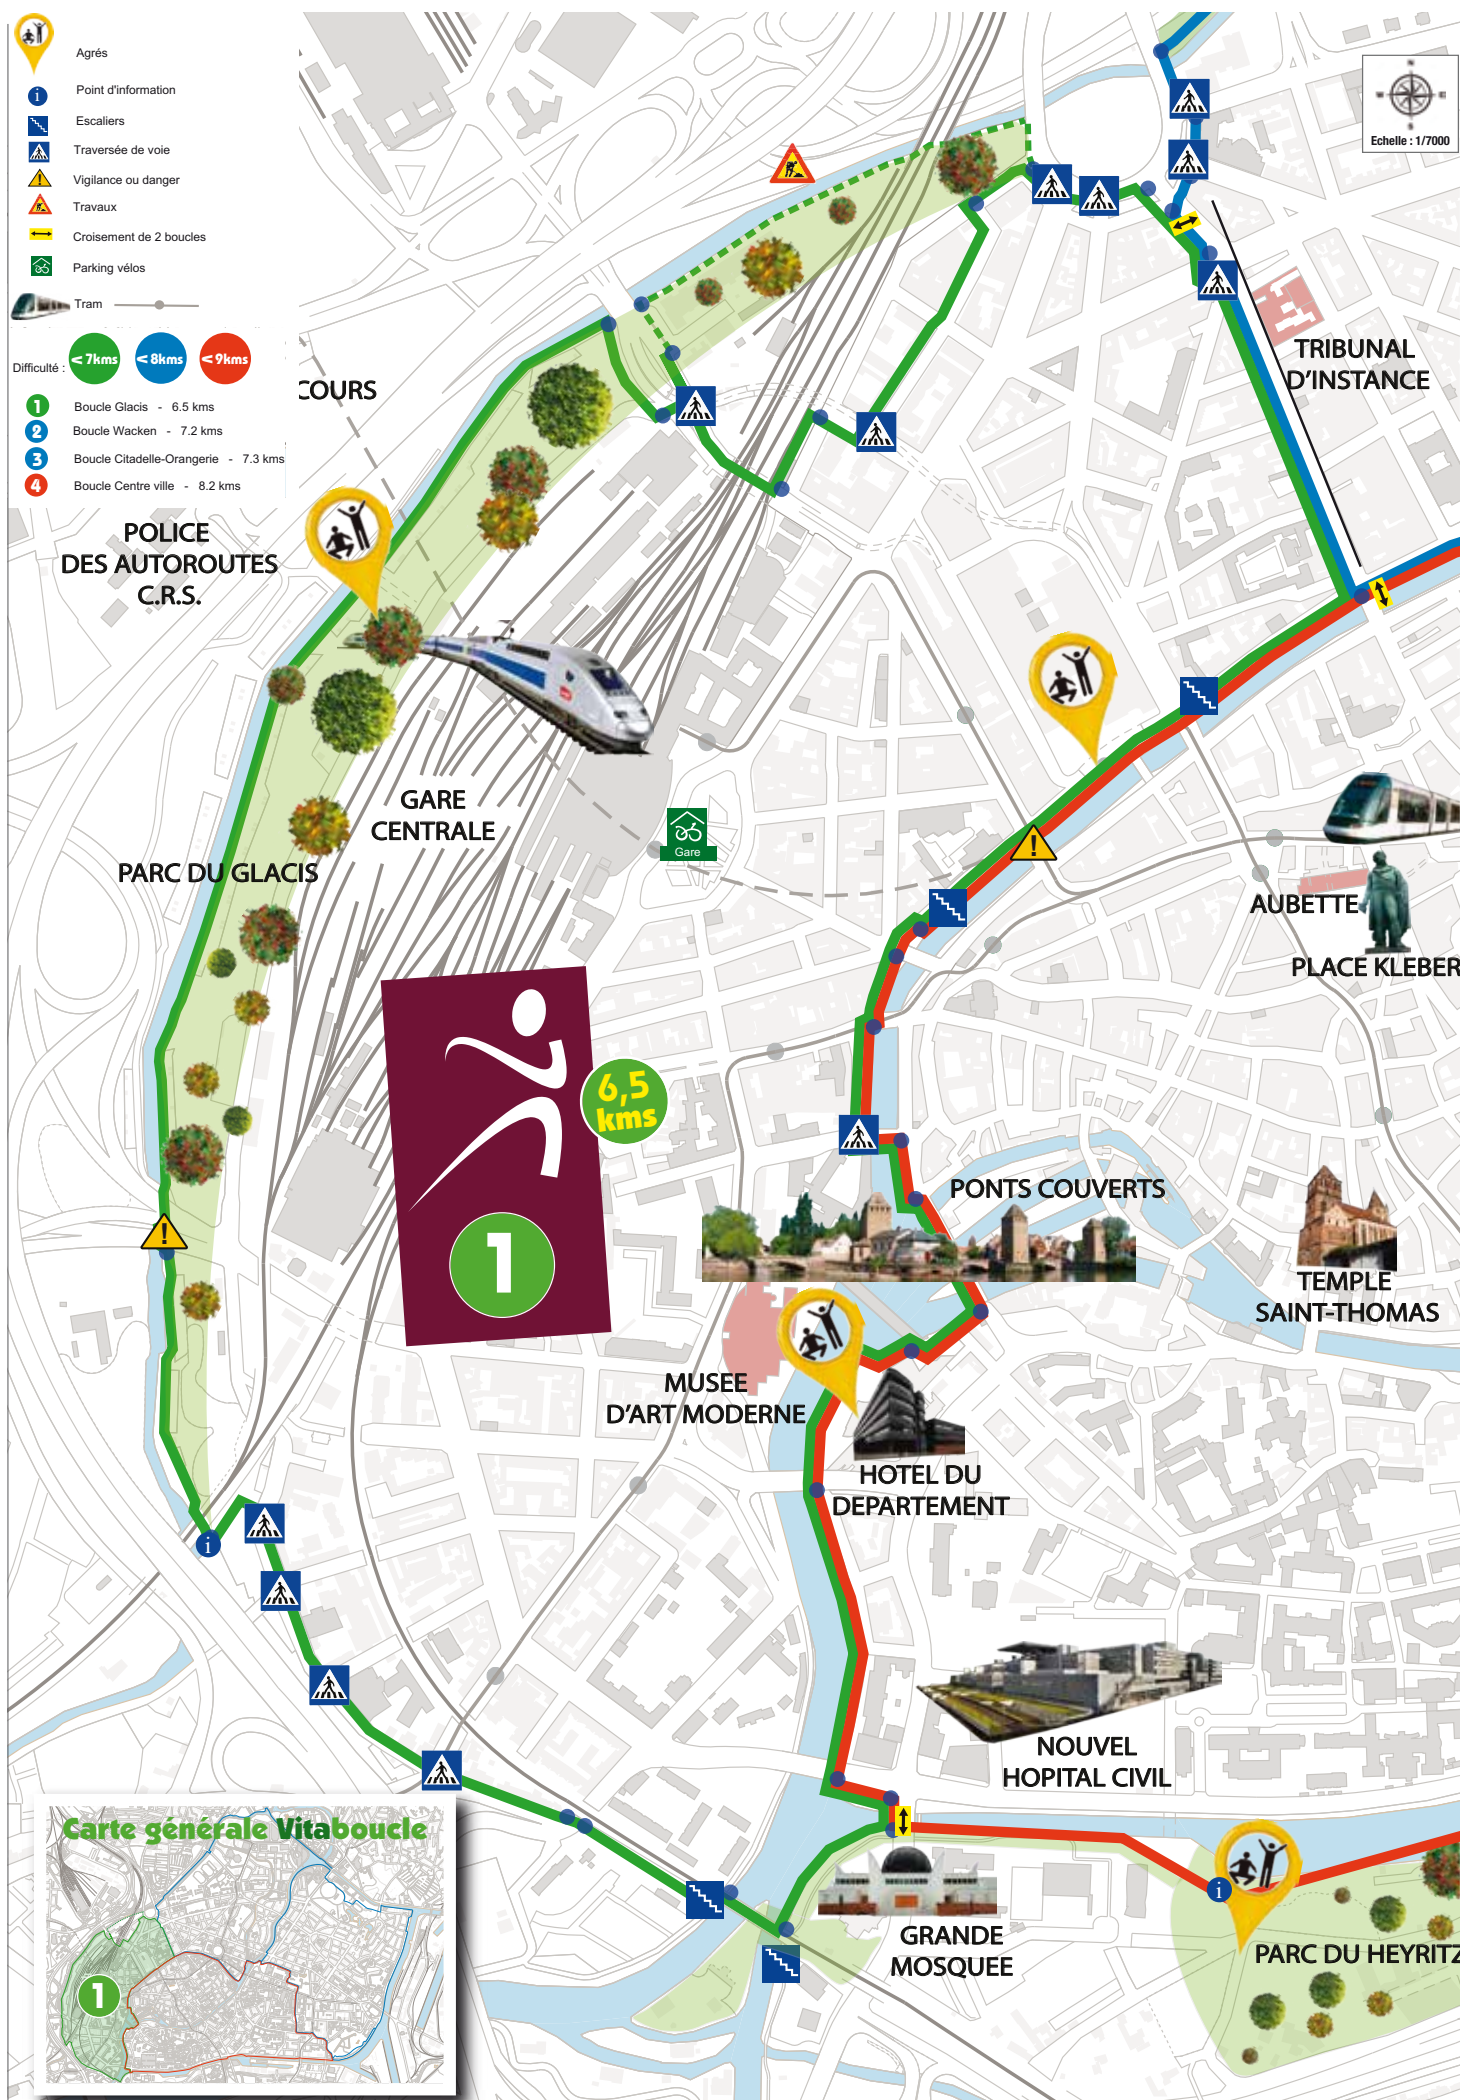 Agrés
Point d'information
Escaliers
Traversée de voie
Vigilance ou danger
Travaux
Croisement de 2 boucles
Parking vélos
Tram
Difficulté :
< 7kms
< 8kms
< 9kms
1 Boucle Glacis - 6.5 kms
2 Boucle Wacken - 7.2 kms
3 Boucle Citadelle-Orangerie - 7.3 kms
4 Boucle Centre ville - 8.2 kms
Echelle : 1/7000
COURS
TRIBUNAL
D'INSTANCE
POLICE
DES AUTOROUTES
C.R.S.
GARE
CENTRALE
Gare
PARC DU GLACIS
AUBETTE
PLACE KLEBER
6,5
kms
1
PONTS COUVERTS
TEMPLE
SAINT-THOMAS
MUSEE
D'ART MODERNE
HOTEL DU
DEPARTEMENT
NOUVEL
HOPITAL CIVIL
GRANDE
MOSQUEE
PARC DU HEYRITZ
Carte générale Vitaboucle
1